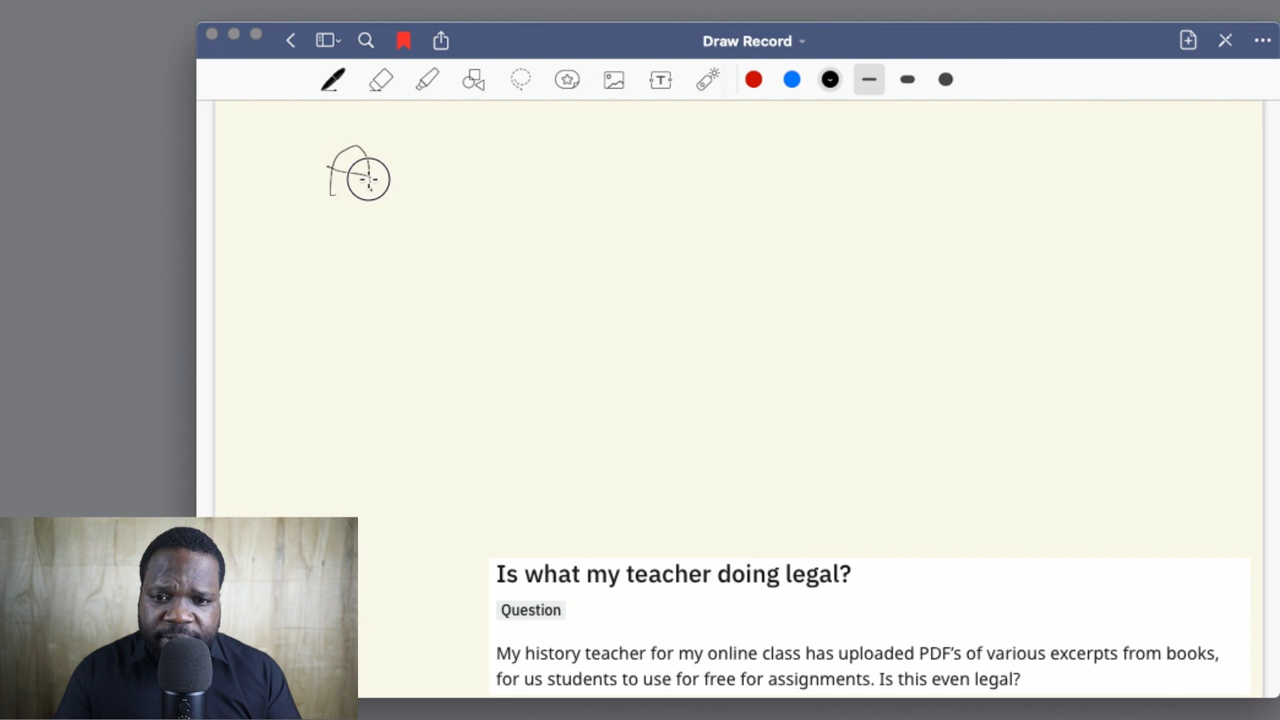 Draw Record
T
Is what my teacher doing legal?
Question
My history teacher for my online class has uploaded PDF's of various excerpts from books,
for us students to use for free for assignments. Is this even legal?